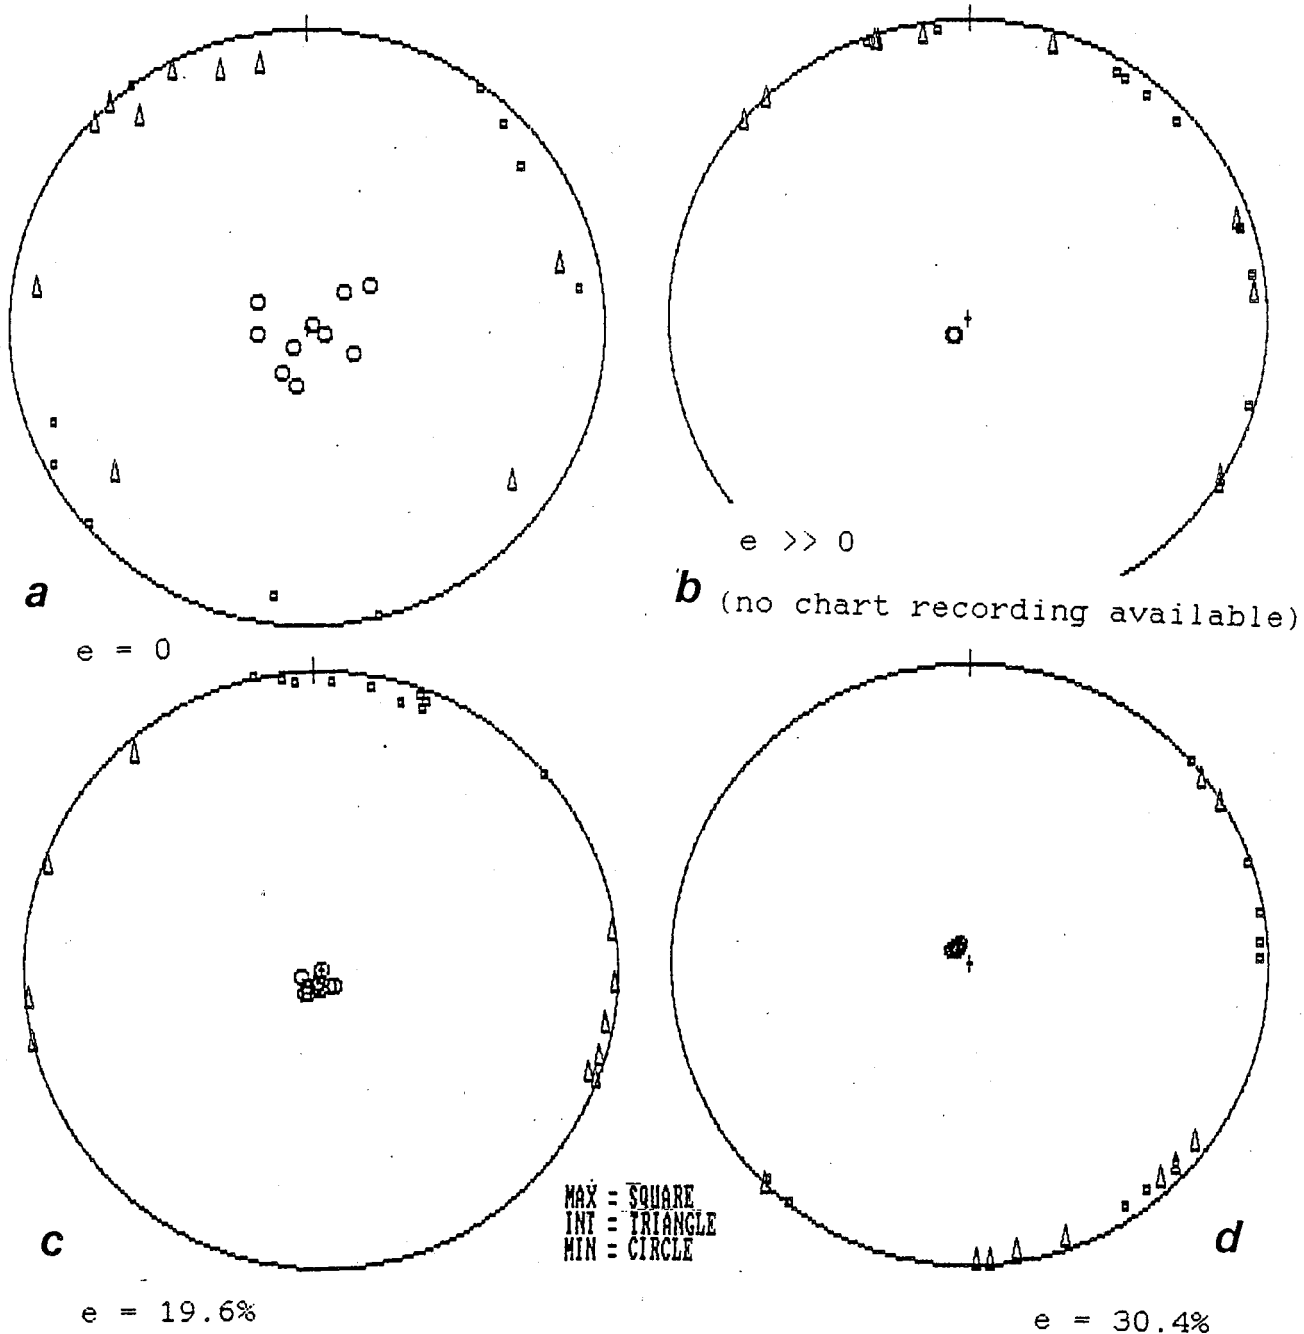 e >> 0
a
b
(no chart recording available)
e = 0
MAX = SQUARE
INT = TRIANGLE
MIN = CIRCLE
c
d
e = 19.6%
e = 30.4%